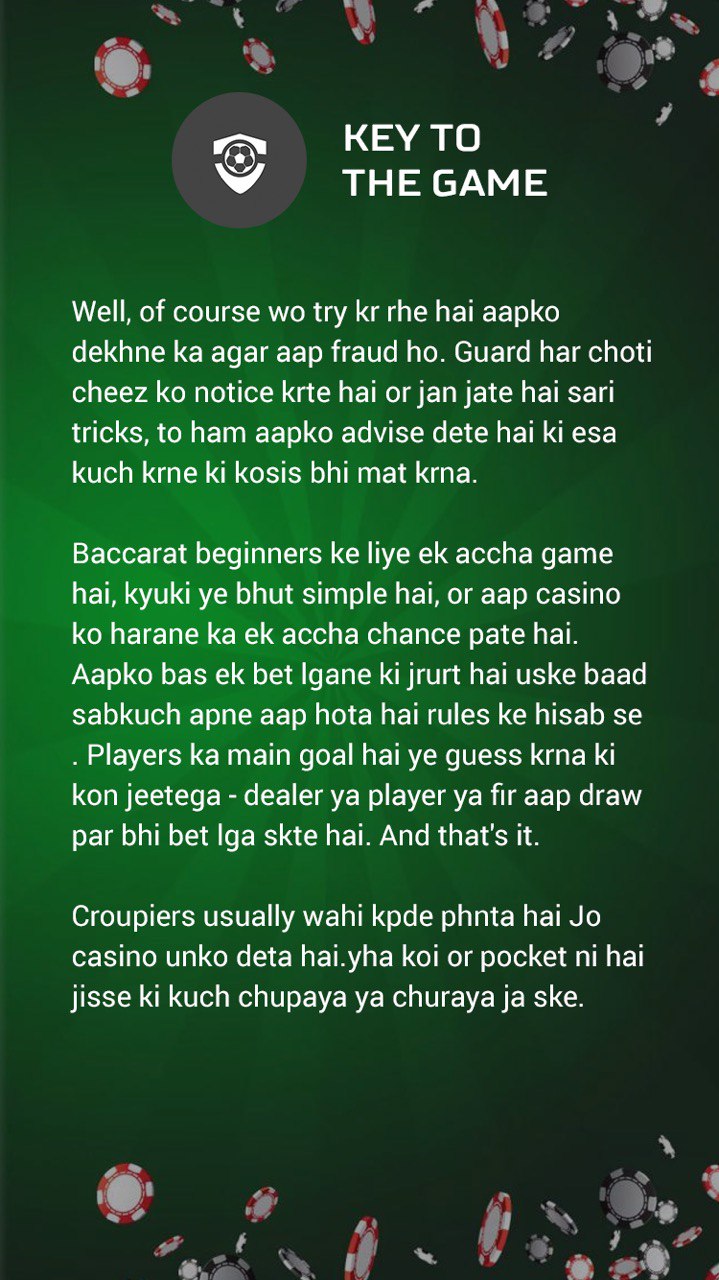 KEY TO
THE GAME
Well, of course wo try kr rhe hai aapko
dekhne ka agar aap fraud ho. Guard har choti
cheez ko notice krte hai or jan jate hai sari
tricks, to ham aapko advise dete hai ki esa
kuch krne ki kosis bhi mat krna.
Baccarat beginners ke liye ek accha game
hai, kyuki ye bhut simple hai, or aap casino
ko harane ka ek accha chance pate hai.
Aapko bas ek bet lgane ki jrurt hai uske baad
sabkuch apne aap hota hai rules ke hisab se
. Players ka main goal hai ye guess krna ki
kon jeetega - dealer ya player ya fir aap draw
par bhi bet lga skte hai. And that's it.
Croupiers usually wahi kpde phnta hai Jo
casino unko deta hai.yha koi or pocket ni hai
jisse ki kuch chupaya ya churaya ja ske.